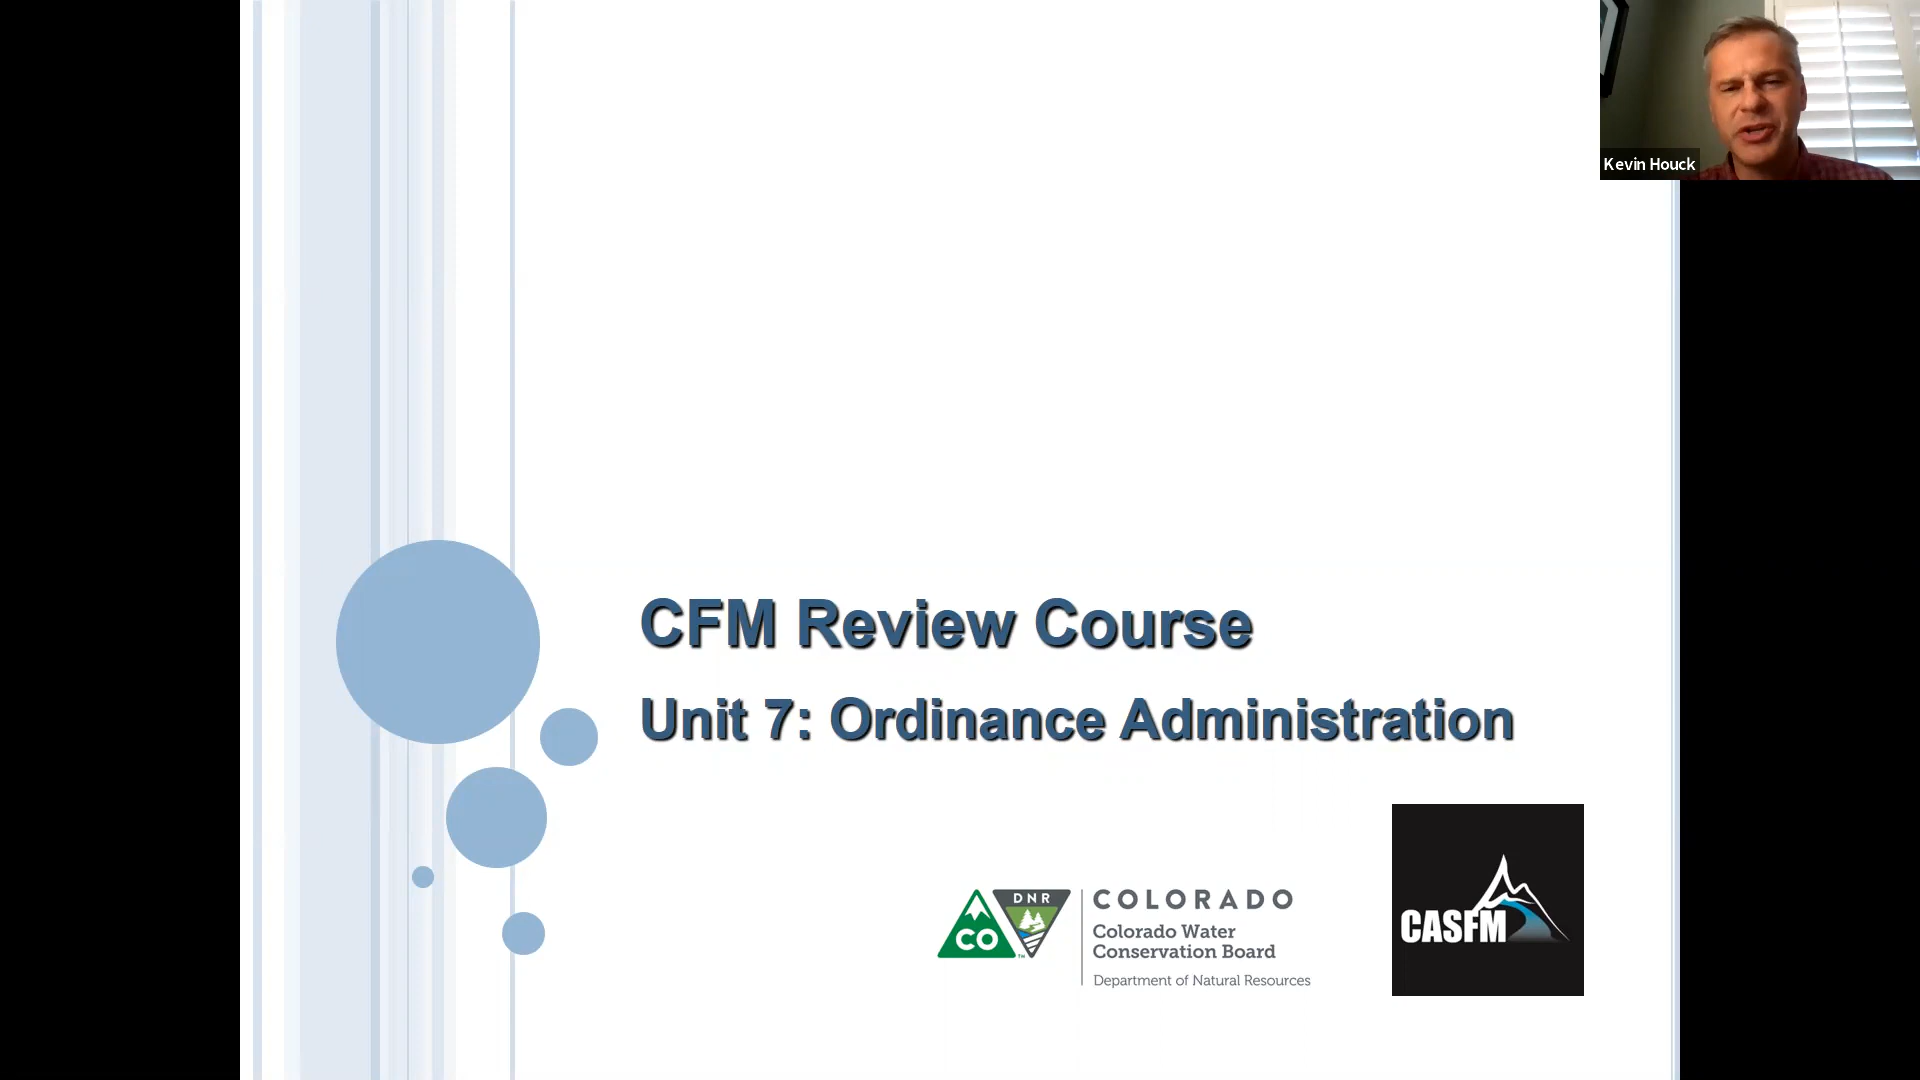 Kevin Houck
CFM Review Course
Unit 7: Ordinance Administration
CO
DNR
TM
COLORADO
Colorado Water
Conservation Board
Department of Natural Resources
CASFM